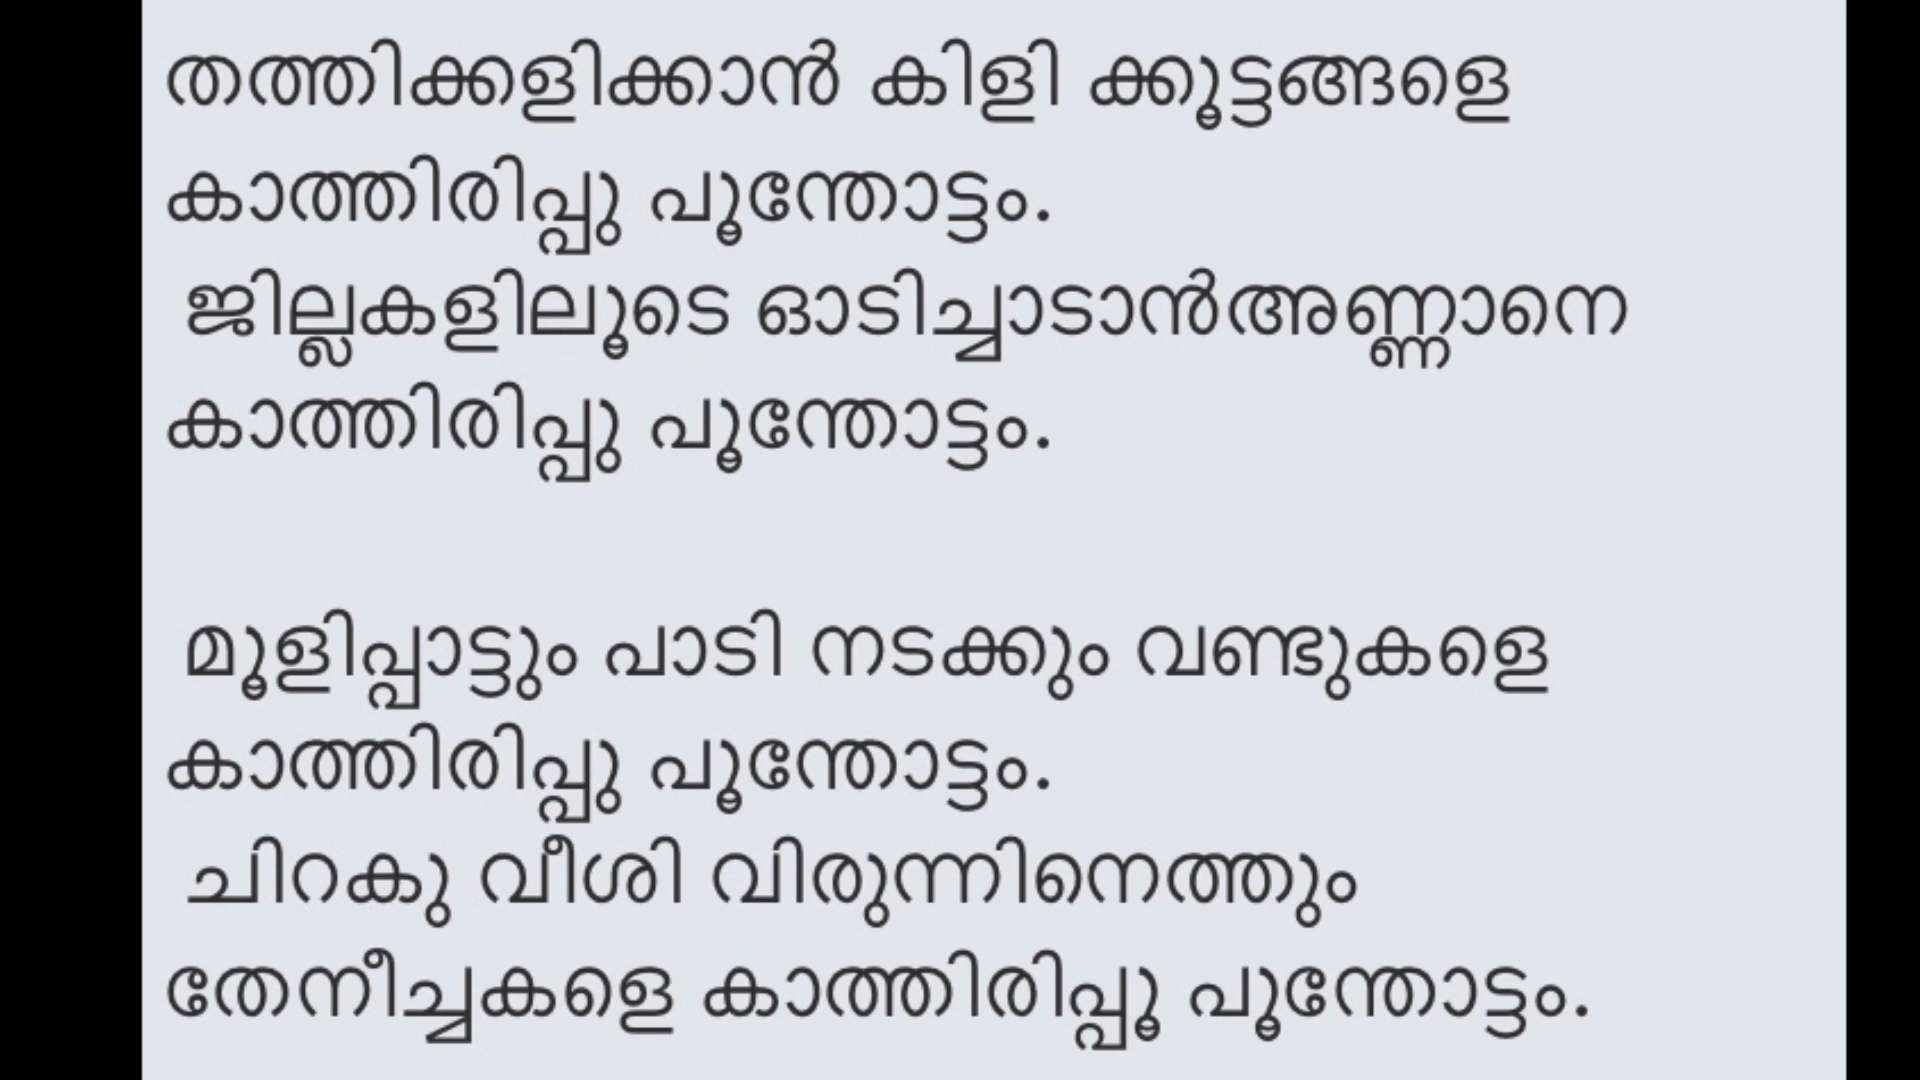 തത്തിക്കളിക്കാൻ കിളി ക്കൂട്ടങ്ങളെ
കാത്തിരിപ്പു പൂന്തോട്ടം.
ജില്ലകളിലൂടെ ഓടിച്ചാടാൻഅണ്ണാനെ
കാത്തിരിപ്പു പൂന്തോട്ടം.
മൂളിപ്പാട്ടും പാടി നടക്കും വണ്ടുകളെ
കാത്തിരിപ്പു പൂന്തോട്ടം.
ചിറകു വീശി വിരുന്നിനെത്തും
തേനീച്ചകളെ കാത്തിരിപ്പൂ പൂന്തോട്ടം.